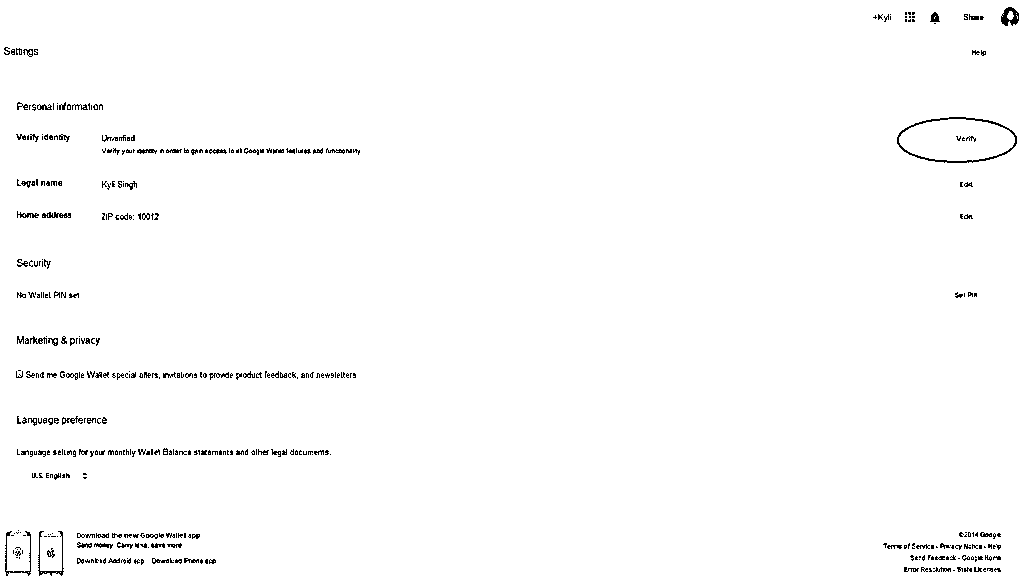 +Kyli Share
Settings Help
Personal information
Verify identity Unverified Verify
Verify your identity in order to gain access to all Google Wallet features and functionality
Legal name Kyli Singh Edit
Home address ZIP code: 10012 Edit
Security
No Wallet PIN set Set PIN
Marketing & privacy
Send me Google Wallet special offers, invitations to provide product feedback, and newsletters
Language preference
Language setting for your monthly Wallet Balance statements and other legal documents.
U.S. English
Download the new Google Wallet app
Send money. Carry less, save more
Download Android app Download iPhone app
©2014 Google
Terms of Service - Privacy Notice - Help
Send Feedback - Google Home
Error Resolution - State Licenses